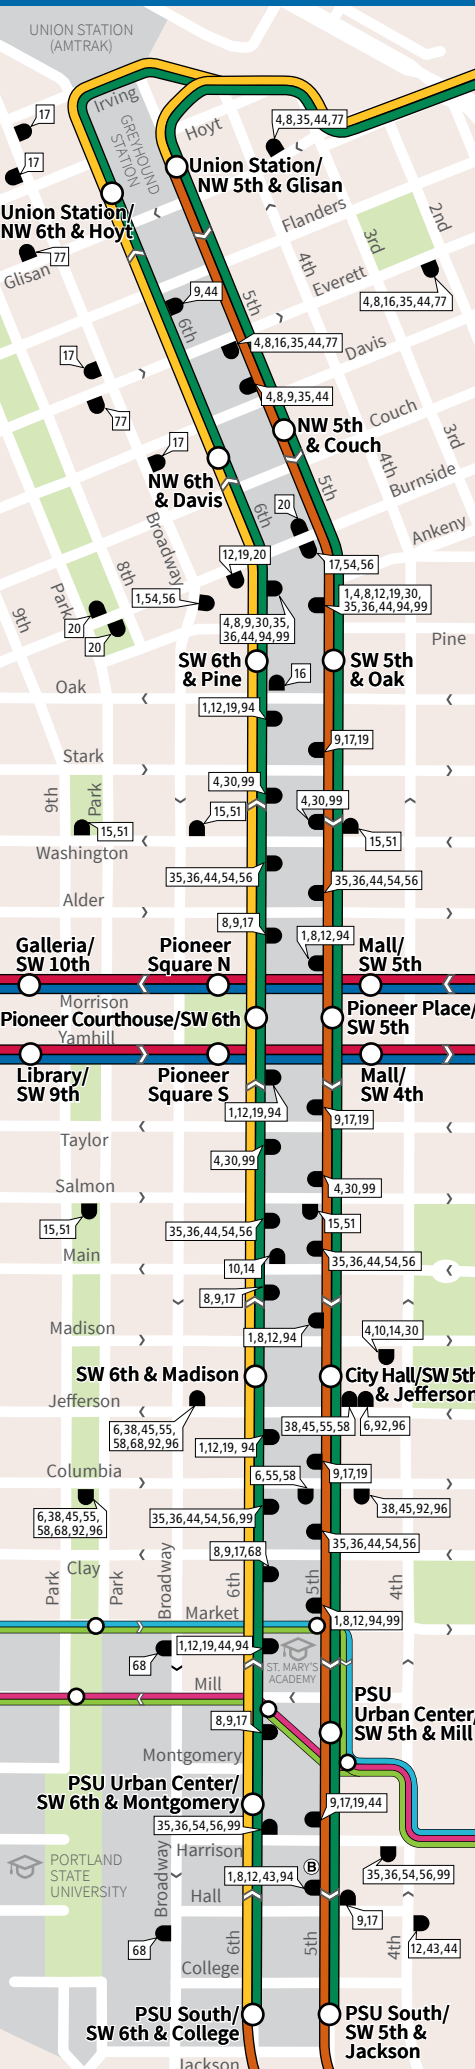 UNION STATION
(AMTRAK)
17
Irving
GREYHOUND
STATION
Hoyt
4,8,35,44,77
17
Union Station/
NW 5th & Glisan
Union Station/
NW 6th & Hoyt
Flanders
2nd
3rd
77
Glisan
4th
Everett
9,44
5th
4,8,16,35,44,77
6th
4,8,16,35,44,77
17
Davis
4,8,9,35,44
77
Couch
NW 5th
& Couch
3rd
17
4th
NW 6th
& Davis
Burnside
5th
20
6th
Broadway
Ankeny
12,19,20
17,54,56
8th
Park
1,54,56
1,4,8,12,19,30,
35,36,44,94,99
9th
20
20
4,8,9,30,35,
36,44,94,99
Pine
SW 6th
& Pine
SW 5th
& Oak
16
Oak
1,12,19,94
9,17,19
Stark
4,30,99
9th
Park
4,30,99
15,51
15,51
15,51
Washington
35,36,44,54,56
35,36,44,54,56
Alder
8,9,17
1,8,12,94
Galleria/
SW 10th
Pioneer
Square N
Mall/
SW 5th
Morrison
Pioneer Courthouse/SW 6th
Pioneer Place/
SW 5th
Yamhill
Library/
SW 9th
Pioneer
Square S
Mall/
SW 4th
1,12,19,94
9,17,19
Taylor
4,30,99
Salmon
4,30,99
15,51
15,51
35,36,44,54,56
Main
35,36,44,54,56
10,14
8,9,17
Madison
1,8,12,94
4,10,14,30
SW 6th & Madison
City Hall/SW 5th
& Jefferson
Jefferson
6,38,45,55,
58,68,92,96
38,45,55,58
6,92,96
1,12,19, 94
Columbia
6,55,58
9,17,19
6,38,45,55,
58,68,92,96
38,45,92,96
35,36,44,54,56,99
35,36,44,54,56
8,9,17,68
Clay
Park
Park
Broadway
6th
5th
4th
Market
1,8,12,94,99
68
1,12,19,44,94
ST. MARY'S
ACADEMY
Mill
PSU
Urban Center/
SW 5th & Mill
8,9,17
Montgomery
PSU Urban Center/
SW 6th & Montgomery
9,17,19,44
35,36,54,56,99
Harrison
PORTLAND
STATE
UNIVERSITY
B
1,8,12,43,94
35,36,54,56,99
Broadway
Hall
9,17
68
6th
5th
4th
12,43,44
College
PSU South/
SW 6th & College
PSU South/
SW 5th &
Jackson
Jackson